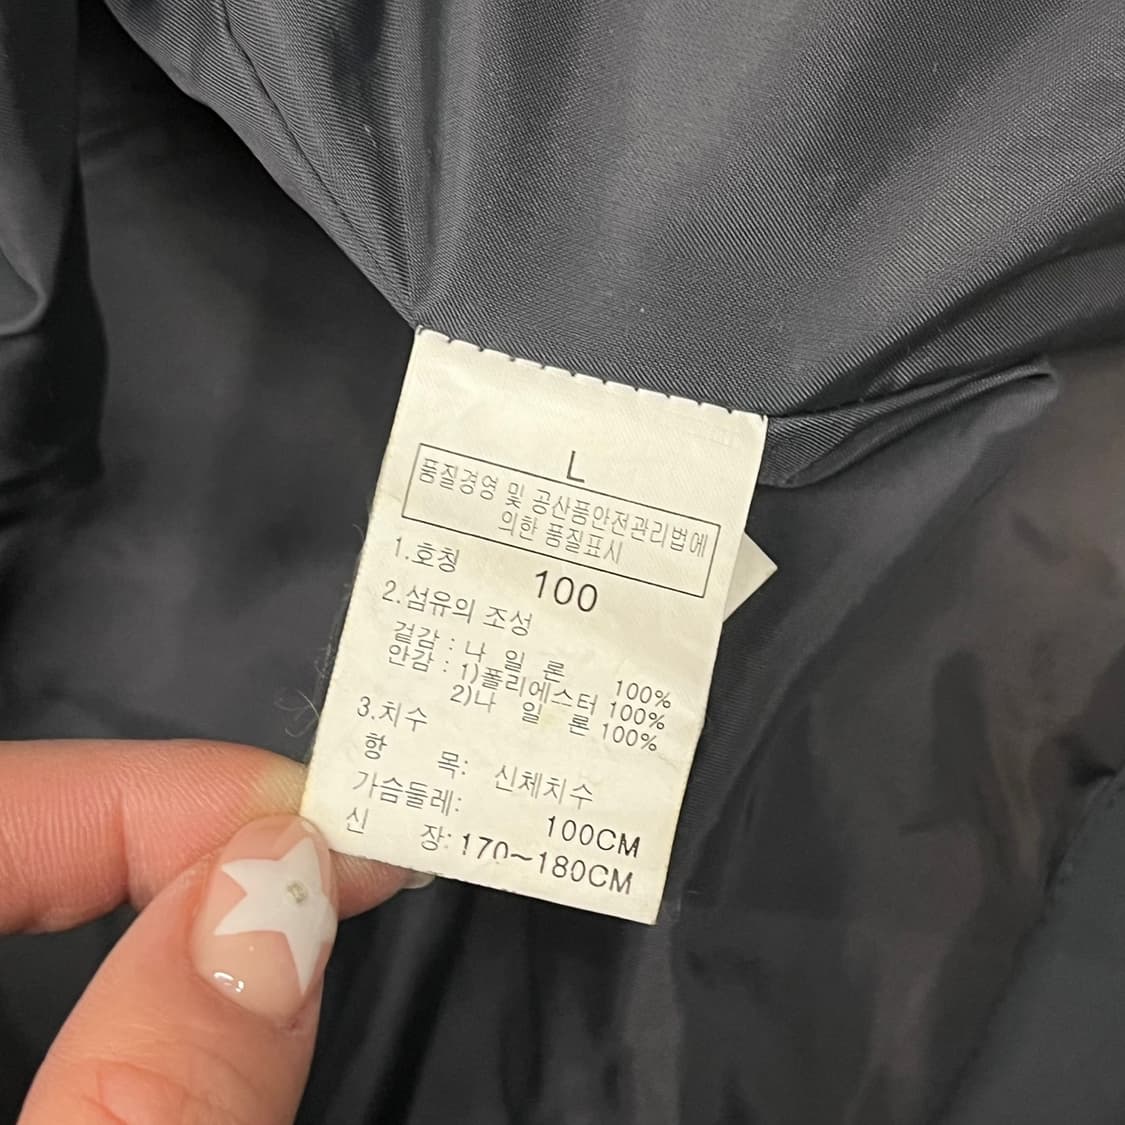 L
품질경영 및 공산품안전관리법에
의한 품질표시
1.호칭 100
2.섬유의 조성
겉감 : 나 일 론 100%
안감 : 1)폴리에스터 100%
2)나 일 론 100%
3.치수
항 목: 신체치수
가슴둘레: 100CM
신 장: 170~180CM